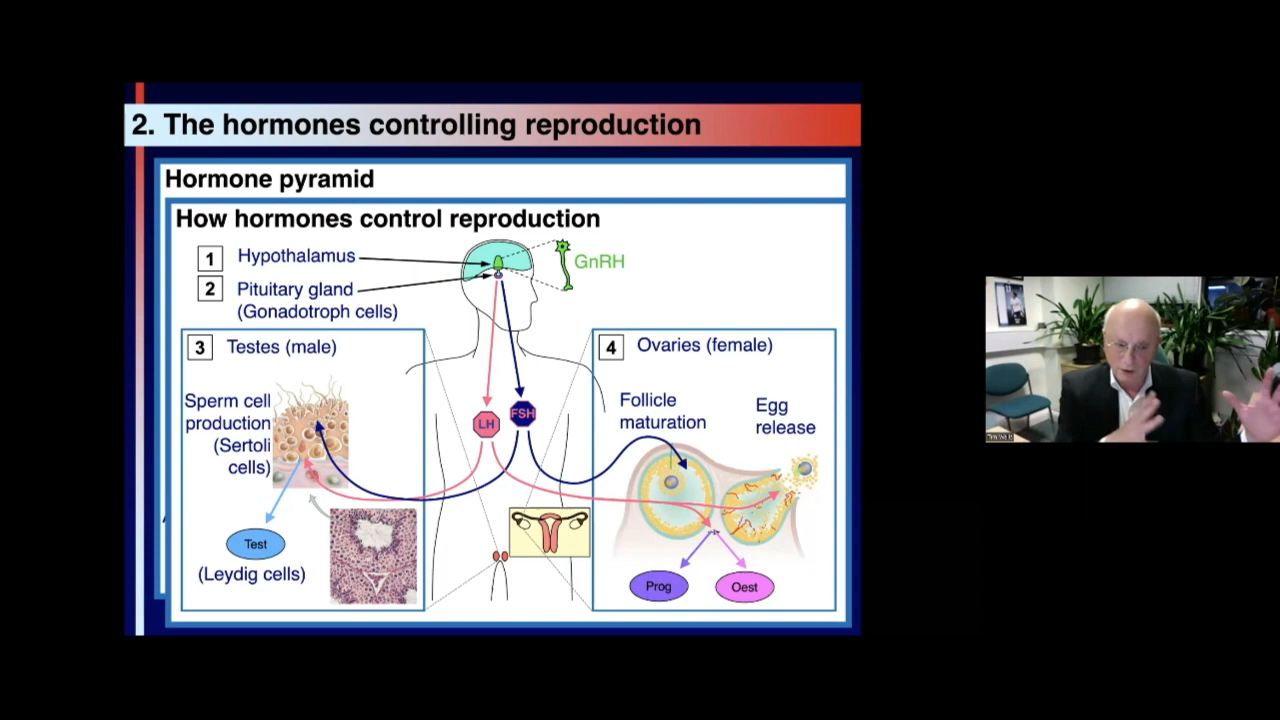 2. The hormones controlling reproduction
Hormone pyramid
How hormones control reproduction
1 Hypothalamus
GnRH
2 Pituitary gland
(Gonadotroph cells)
3 Testes (male)
4 Ovaries (female)
Sperm cell
production
(Sertoli
cells)
LH
FSH
Follicle
maturation
Egg
release
Test
(Leydig cells)
Prog
Oest